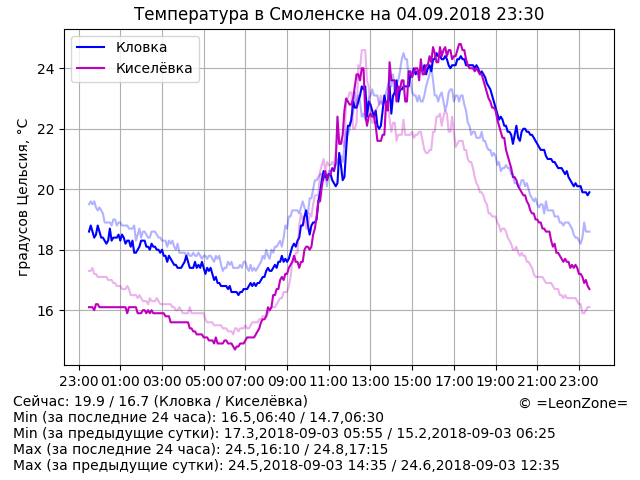 Температура в Смоленске на 04.09.2018 23:30
Кловка
Киселёвка
градусов Цельсия, °C
24
22
20
18
16
23:00 01:00 03:00 05:00 07:00 09:00 11:00 13:00 15:00 17:00 19:00 21:00 23:00
Сейчас: 19.9 / 16.7 (Кловка / Киселёвка)
© =LeonZone=
Min (за последние 24 часа): 16.5,06:40 / 14.7,06:30
Min (за предыдущие сутки): 17.3,2018-09-03 05:55 / 15.2,2018-09-03 06:25
Max (за последние 24 часа): 24.5,16:10 / 24.8,17:15
Max (за предыдущие сутки): 24.5,2018-09-03 14:35 / 24.6,2018-09-03 12:35